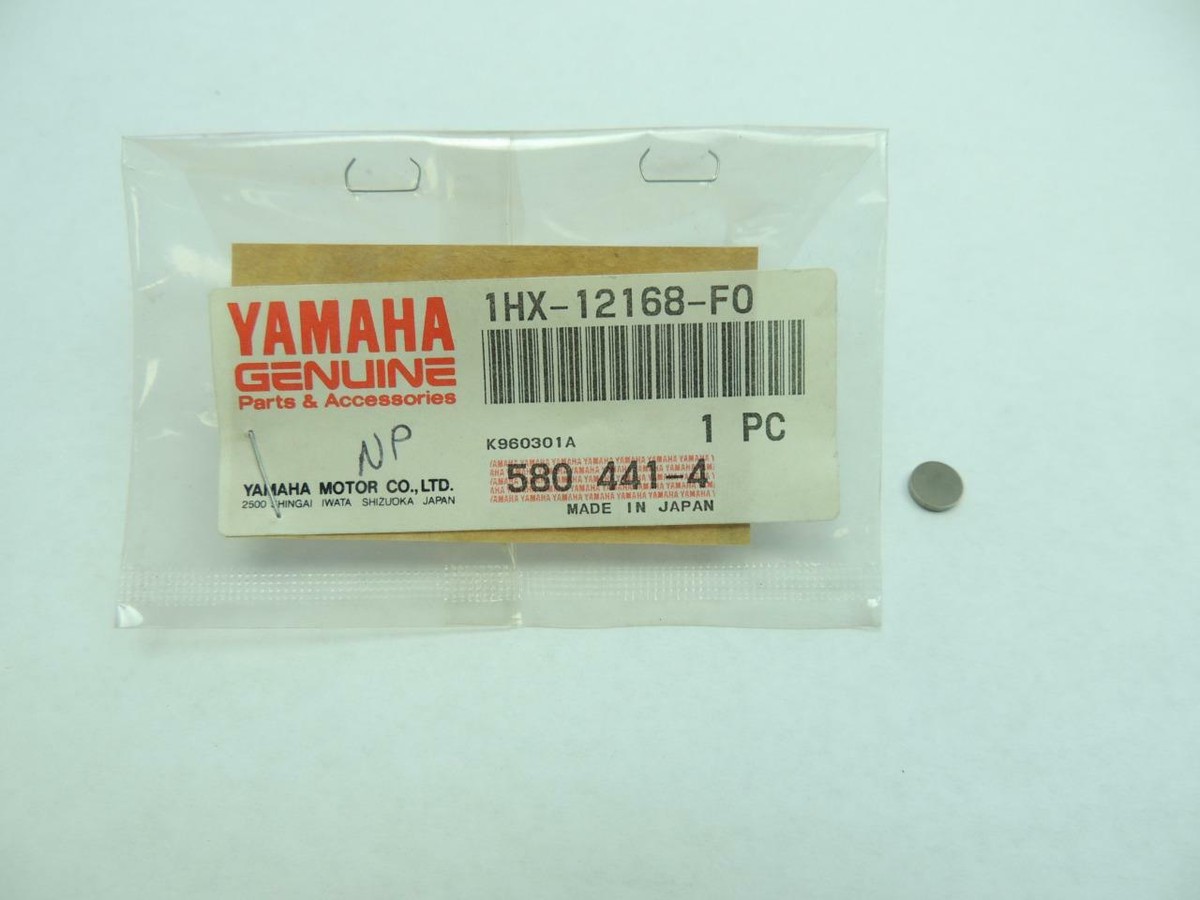 YAMAHA
GENUINE
Parts & Accessories
1HX-12168-F0
1 PC
NP
K960301A
580 441-4
YAMAHA MOTOR CO., LTD.
2500 SHINGAI IWATA SHIZUOKA JAPAN
MADE IN JAPAN